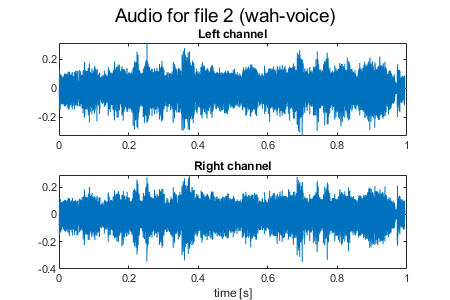 Audio for file 2 (wah-voice)
Left channel
0.2
0
-0.2
0 0.2 0.4 0.6 0.8 1
Right channel
0.2
0
-0.2
-0.4
0 0.2 0.4 0.6 0.8 1
time [s]